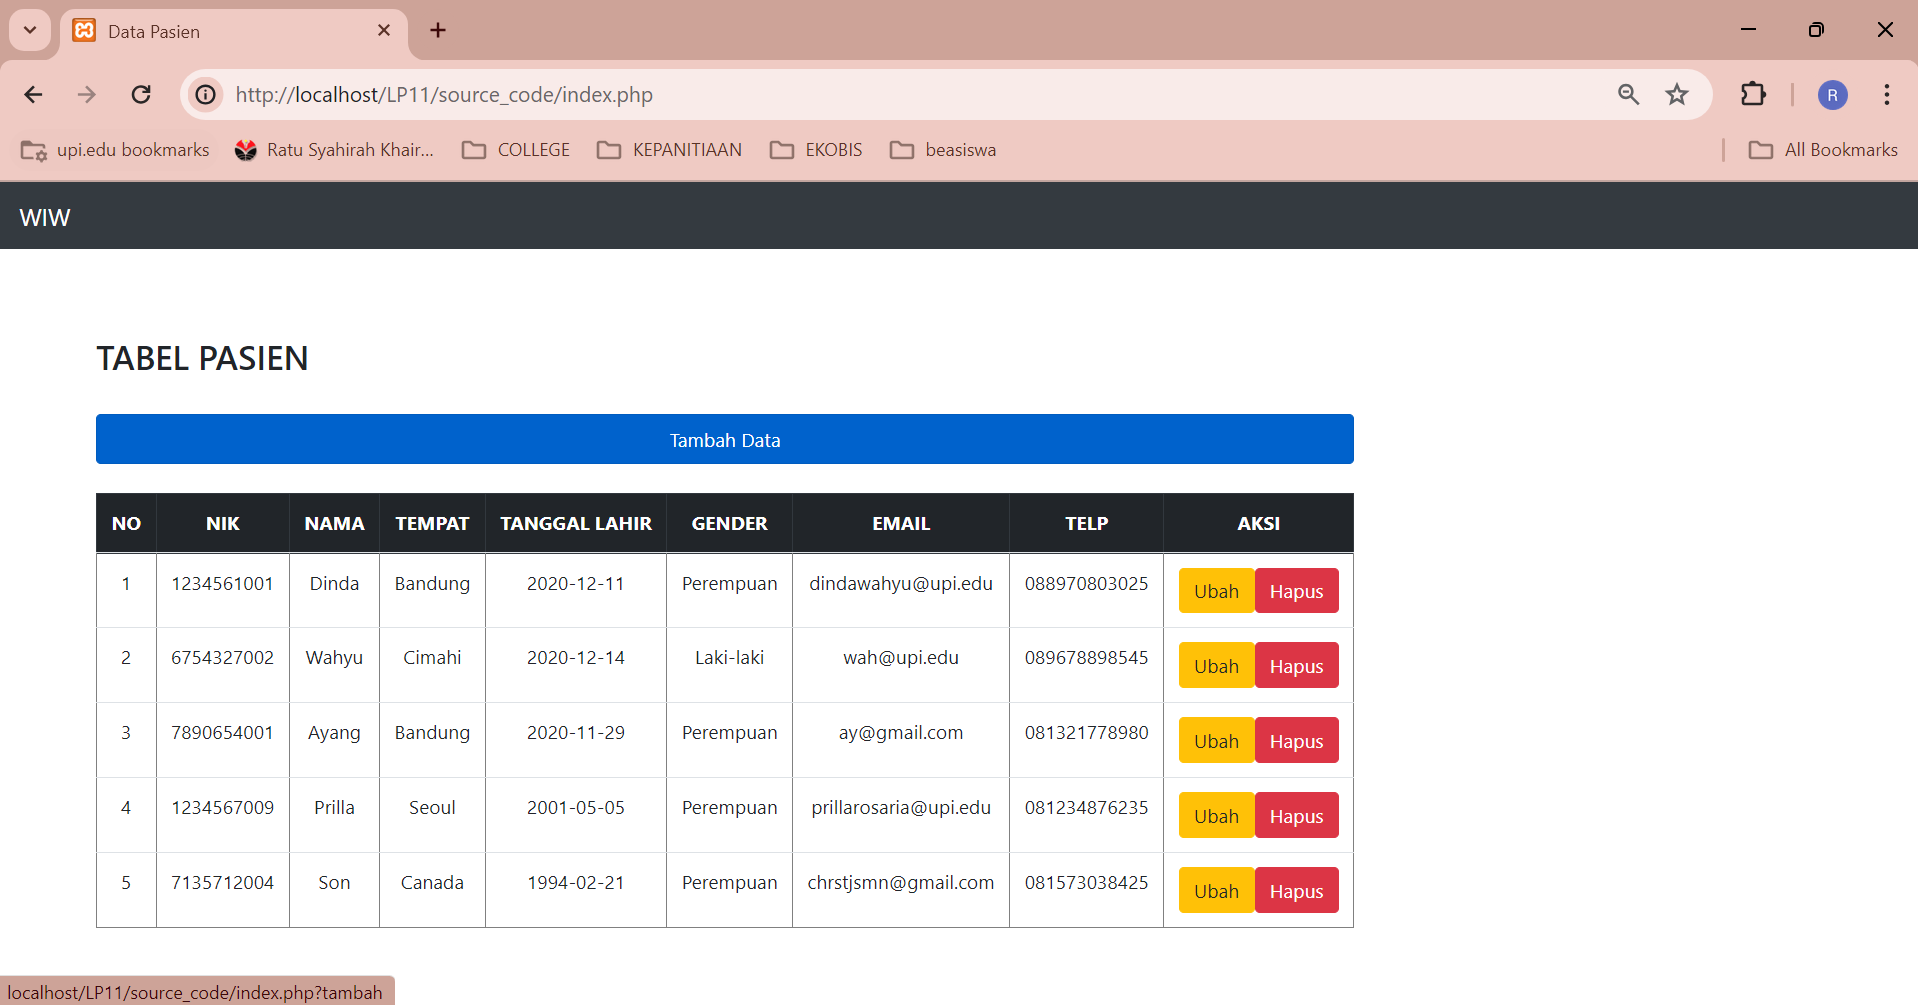 Data Pasien
http://localhost/LP11/source_code/index.php
R
upi.edu bookmarks Ratu Syahirah Khair... COLLEGE KEPANITIAAN EKOBIS beasiswa All Bookmarks
WIW
TABEL PASIEN
Tambah Data
NO NIK NAMA TEMPAT TANGGAL LAHIR GENDER EMAIL TELP AKSI
1 1234561001 Dinda Bandung 2020-12-11 Perempuan dindawahyu@upi.edu 088970803025 Ubah Hapus
2 6754327002 Wahyu Cimahi 2020-12-14 Laki-laki wah@upi.edu 089678898545 Ubah Hapus
3 7890654001 Ayang Bandung 2020-11-29 Perempuan ay@gmail.com 081321778980 Ubah Hapus
4 1234567009 Prilla Seoul 2001-05-05 Perempuan prillarosaria@upi.edu 081234876235 Ubah Hapus
5 7135712004 Son Canada 1994-02-21 Perempuan chrstjsmn@gmail.com 081573038425 Ubah Hapus
localhost/LP11/source_code/index.php?tambah